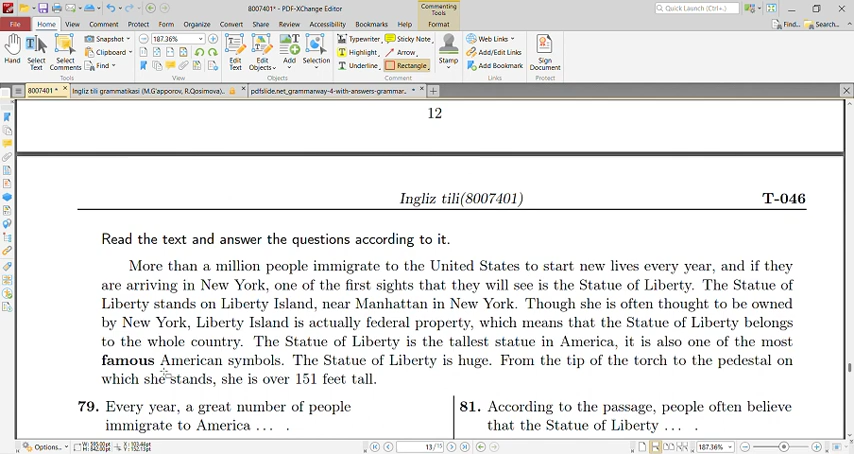 8007401* - PDF-XChange Editor
Commenting Tools
Quick Launch (Ctrl+.)
File Home View Comment Protect Form Organize Convert Share Review Accessibility Bookmarks Help Format
Find... Search...
Hand
Select Text
Select Comments
Snapshot
Clipboard
Find
Tools
187.36%
View
Edit Text
Edit Objects
Add
Selection
Objects
Typewriter Sticky Note
Highlight Arrow
Underline Rectangle
Stamp
Comment
Web Links
Add/Edit Links
Add Bookmark
Links
Sign Document
Protect
8007401 * × Ingliz tili grammatikasi (M.G'apporov, R.Qosimova).. × pdfslide.net_grammarway-4-with-answers-grammar... ×
12
Ingliz tili(8007401) T-046
Read the text and answer the questions according to it.
More than a million people immigrate to the United States to start new lives every year, and if they
are arriving in New York, one of the first sights that they will see is the Statue of Liberty. The Statue of
Liberty stands on Liberty Island, near Manhattan in New York. Though she is often thought to be owned
by New York, Liberty Island is actually federal property, which means that the Statue of Liberty belongs
to the whole country. The Statue of Liberty is the tallest statue in America, it is also one of the most
famous American symbols. The Statue of Liberty is huge. From the tip of the torch to the pedestal on
which she stands, she is over 151 feet tall.
79. Every year, a great number of people
immigrate to America ... .
81. According to the passage, people often believe
that the Statue of Liberty ... .
Options... 13/15 187.36%